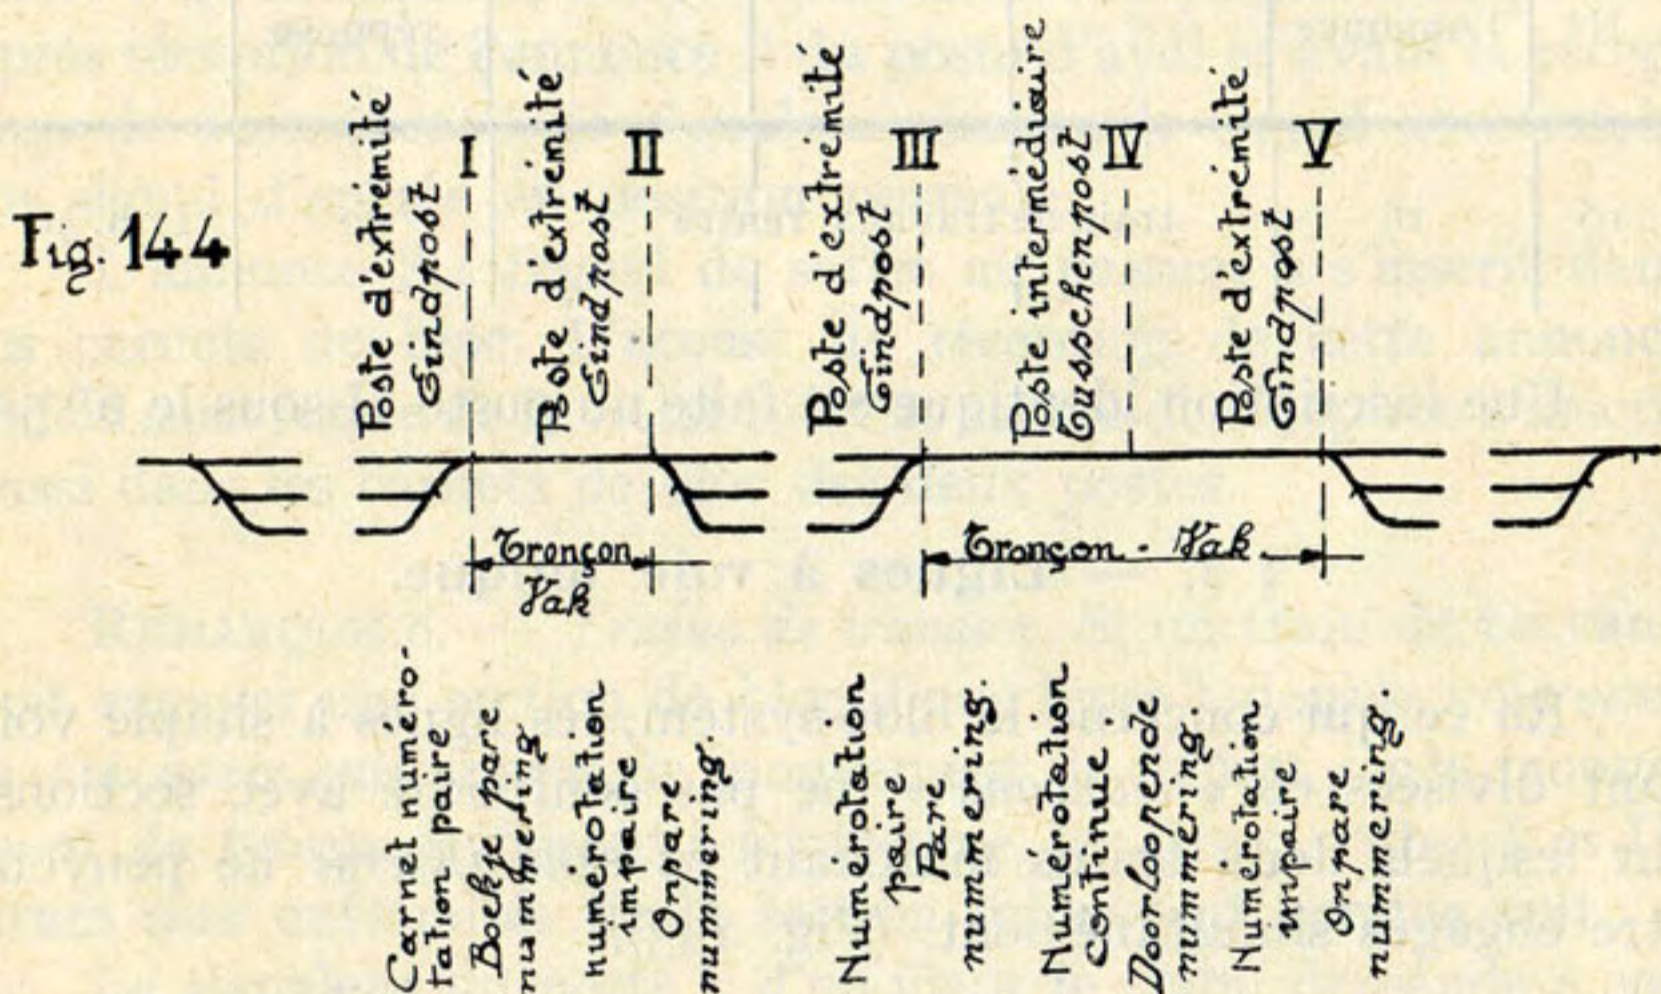 Fig. 144
Poste d'extrémité
Eindpost
I
Poste d'extrémité
Eindpost
II
Poste d'extrémité
Eindpost
III
Poste intermédiaire
Tusschenpost
IV
Poste d'extrémité
Eindpost
V
Tronçon
Vak
Tronçon - Vak.
Carnet numéro-
tation paire
Boekje pare
nummering
numérotation
impaire
Onpare
nummering.
Numérotation
paire
Pare
nummering.
Numérotation
continue.
Doorloopende
nummering.
Numérotation
impaire
Onpare
nummering.